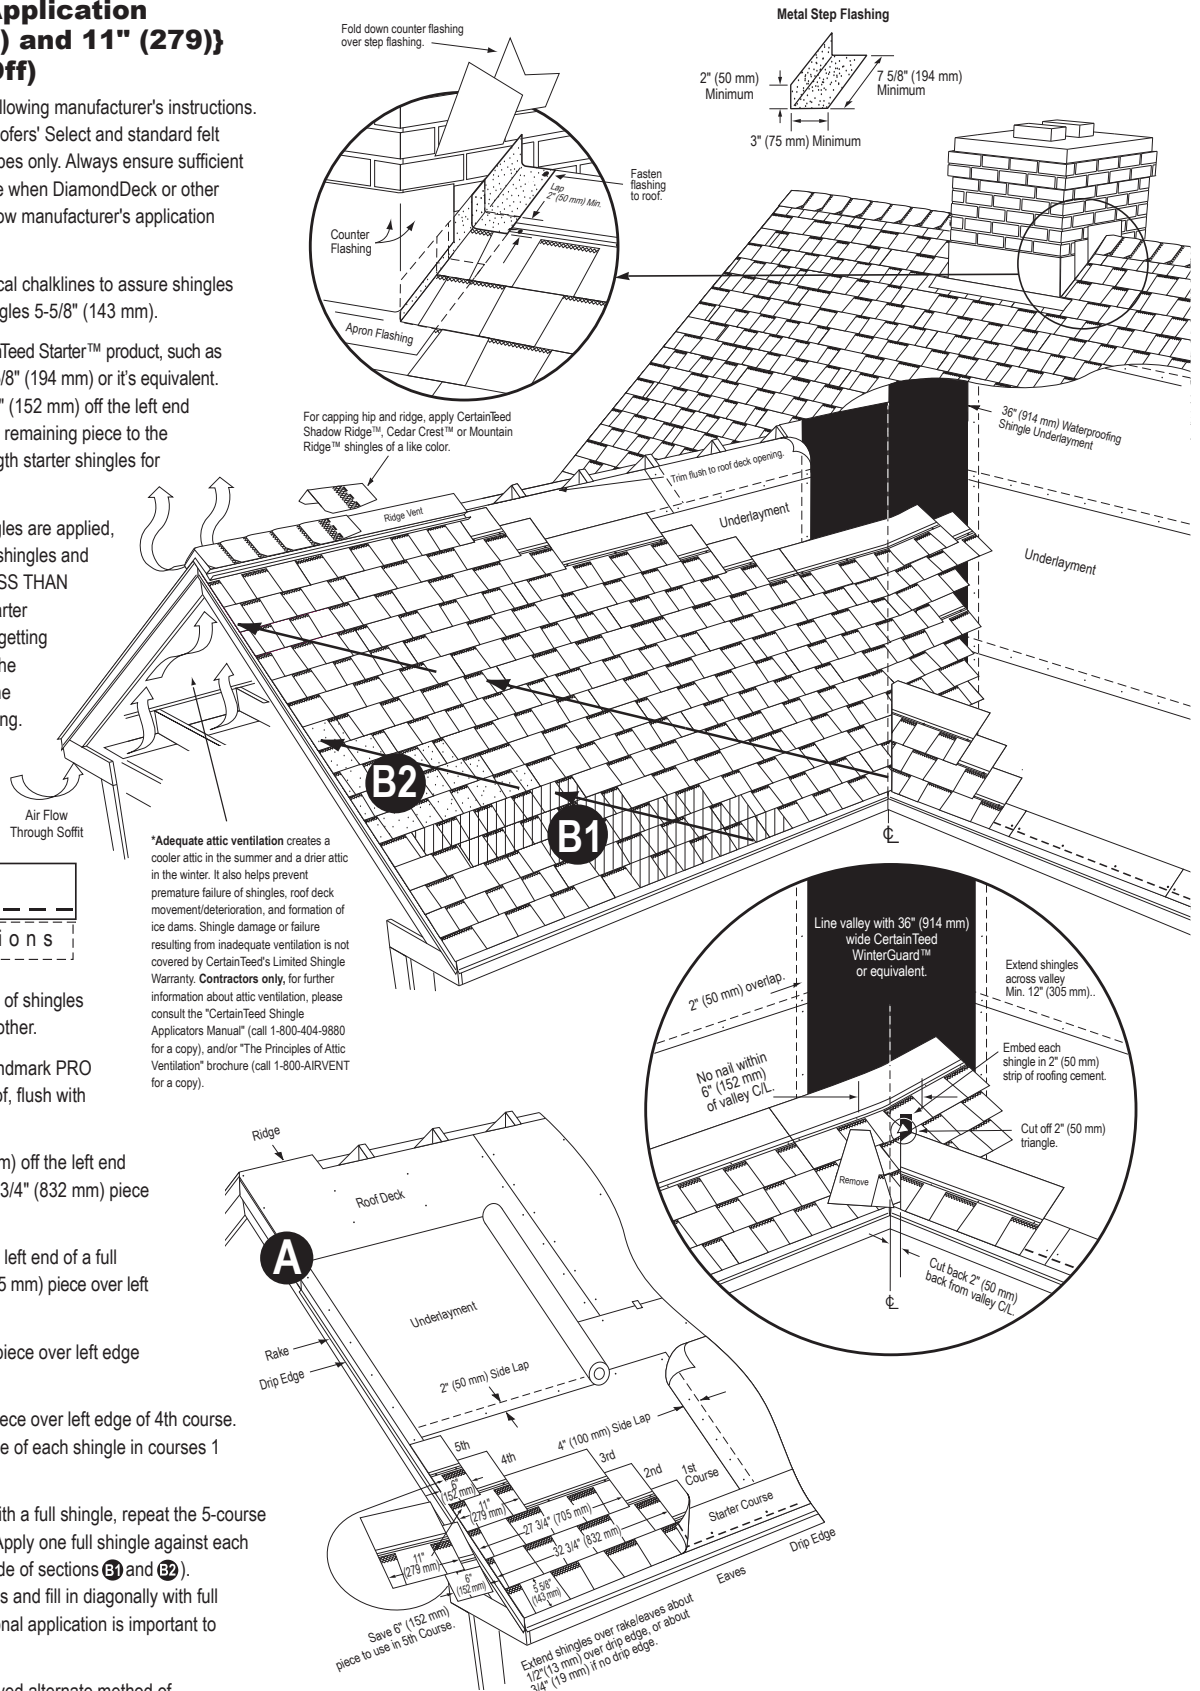 Application
) and 11" (279)}
Off)
llowing manufacturer's instructions.
ofers' Select and standard felt
pes only. Always ensure sufficient
e when DiamondDeck or other
ow manufacturer's application
cal chalklines to assure shingles
gles 5-5/8" (143 mm).
nTeed Starter™ product, such as
5/8" (194 mm) or it's equivalent.
" (152 mm) off the left end
remaining piece to the
gth starter shingles for
gles are applied,
shingles and
SS THAN
arter
getting
he
ne
ng.
ions
of shingles
other.
ndmark PRO
of, flush with
m) off the left end
3/4" (832 mm) piece
left end of a full
5 mm) piece over left
piece over left edge
ece over left edge of 4th course.
e of each shingle in courses 1
ith a full shingle, repeat the 5-course
Apply one full shingle against each
de of sections B1 and B2 ).
s and fill in diagonally with full
onal application is important to
ved alternate method of
Fold down counter flashing
over step flashing.
Counter
Flashing
Apron Flashing
Lap
2" (50 mm) Min.
Fasten
flashing
to roof.
Metal Step Flashing
2" (50 mm)
Minimum
7 5/8" (194 mm)
Minimum
3" (75 mm) Minimum
For capping hip and ridge, apply CertainTeed
Shadow Ridge™, Cedar Crest™ or Mountain
Ridge™ shingles of a like color.
Ridge Vent
Trim flush to roof deck opening.
Underlayment
36" (914 mm) Waterproofing
Shingle Underlayment
Underlayment
B2
B1
Air Flow
Through Soffit
*Adequate attic ventilation creates a
cooler attic in the summer and a drier attic
in the winter. It also helps prevent
premature failure of shingles, roof deck
movement/deterioration, and formation of
ice dams. Shingle damage or failure
resulting from inadequate ventilation is not
covered by CertainTeed's Limited Shingle
Warranty. Contractors only, for further
information about attic ventilation, please
consult the "CertainTeed Shingle
Applicators Manual" (call 1-800-404-9880
for a copy), and/or "The Principles of Attic
Ventilation" brochure (call 1-800-AIRVENT
for a copy).
℄
Line valley with 36" (914 mm)
wide CertainTeed
WinterGuard™
or equivalent.
2" (50 mm) overlap.
Extend shingles
across valley
Min. 12" (305 mm)..
No nail within
6" (152 mm)
of valley C/L.
Embed each
shingle in 2" (50 mm)
strip of roofing cement.
Cut off 2" (50 mm)
triangle.
Remove
Cut back 2" (50 mm)
back from valley C/L.
℄
Ridge
Roof Deck
A
Underlayment
Rake
Drip Edge
2" (50 mm) Side Lap
4" (100 mm) Side Lap
5th
4th
3rd
2nd
1st
Course
6"
(152 mm)
11"
(279 mm)
27 3/4" (705 mm)
32 3/4" (832 mm)
11"
(279 mm)
6"
(152 mm)
5 5/8"
(143 mm)
Starter Course
Drip Edge
Eaves
Save 6" (152 mm)
piece to use in 5th Course.
Extend shingles over rake/eaves about
1/2"(13 mm) over drip edge, or about
3/4" (19 mm) if no drip edge.